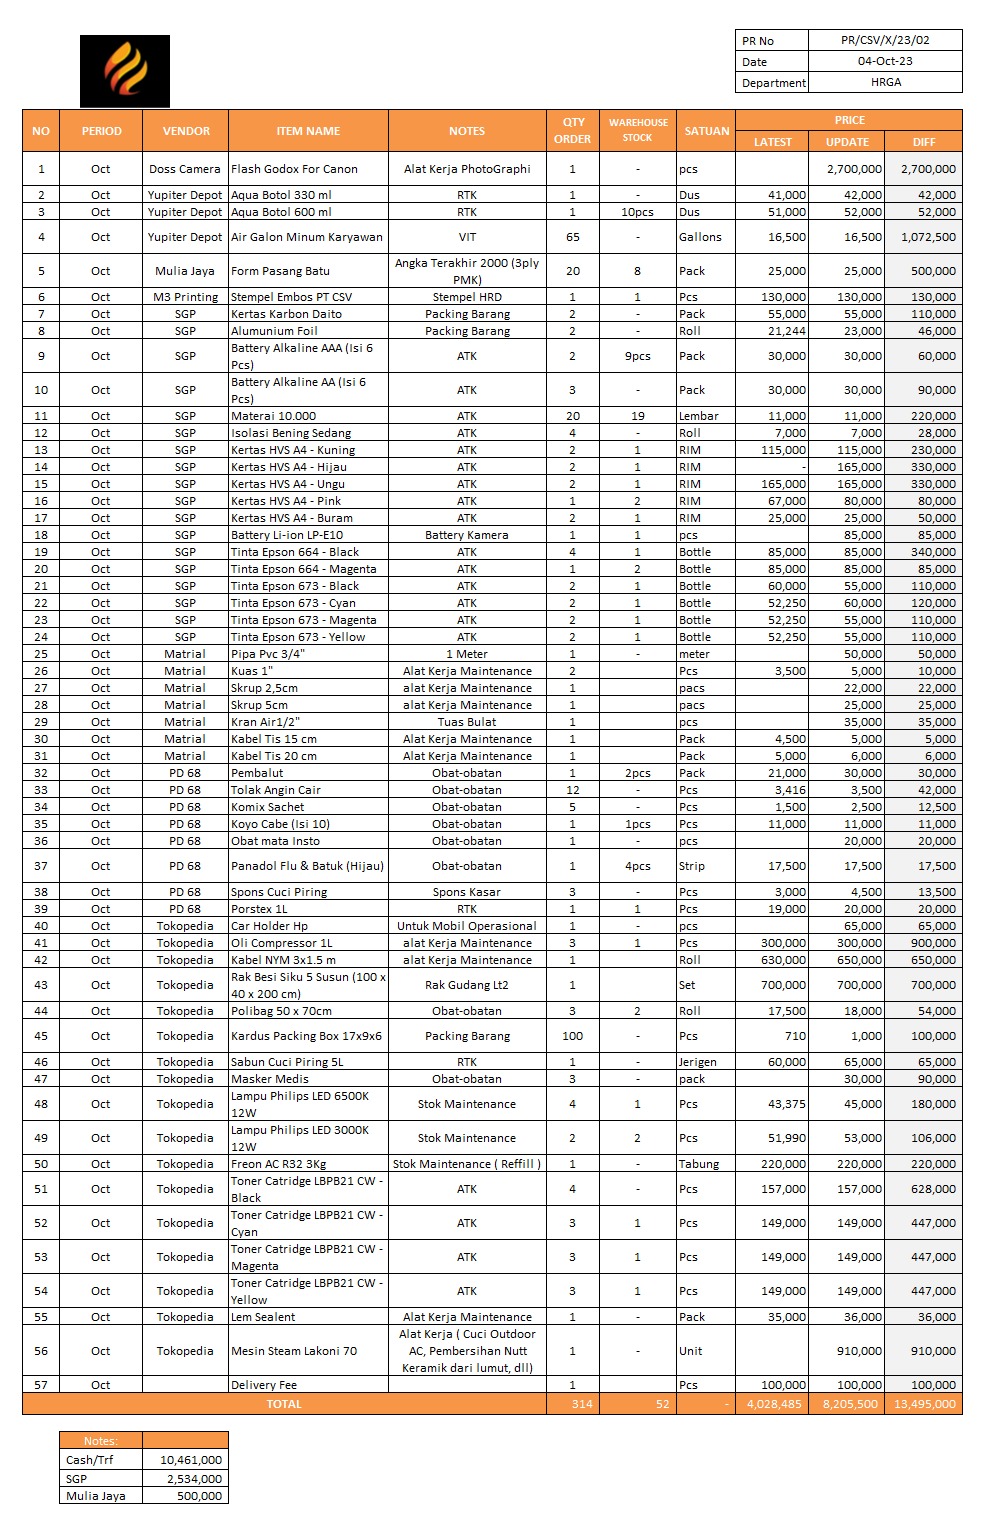 PR No PR/CSV/X/23/02
Date 04-Oct-23
Department HRGA
NO PERIOD VENDOR ITEM NAME NOTES QTY ORDER WAREHOUSE STOCK SATUAN PRICE
LATEST UPDATE DIFF
1 Oct Doss Camera Flash Godox For Canon Alat Kerja PhotoGraphi 1 - pcs 2,700,000 2,700,000
2 Oct Yupiter Depot Aqua Botol 330 ml RTK 1 - Dus 41,000 42,000 42,000
3 Oct Yupiter Depot Aqua Botol 600 ml RTK 1 10pcs Dus 51,000 52,000 52,000
4 Oct Yupiter Depot Air Galon Minum Karyawan VIT 65 - Gallons 16,500 16,500 1,072,500
5 Oct Mulia Jaya Form Pasang Batu Angka Terakhir 2000 (3ply PMK) 20 8 Pack 25,000 25,000 500,000
6 Oct M3 Printing Stempel Embos PT CSV Stempel HRD 1 1 Pcs 130,000 130,000 130,000
7 Oct SGP Kertas Karbon Daito Packing Barang 2 - Pack 55,000 55,000 110,000
8 Oct SGP Alumunium Foil Packing Barang 2 - Roll 21,244 23,000 46,000
9 Oct SGP Battery Alkaline AAA (Isi 6 Pcs) ATK 2 9pcs Pack 30,000 30,000 60,000
10 Oct SGP Battery Alkaline AA (Isi 6 Pcs) ATK 3 - Pack 30,000 30,000 90,000
11 Oct SGP Materai 10.000 ATK 20 19 Lembar 11,000 11,000 220,000
12 Oct SGP Isolasi Bening Sedang ATK 4 - Roll 7,000 7,000 28,000
13 Oct SGP Kertas HVS A4 - Kuning ATK 2 1 RIM 115,000 115,000 230,000
14 Oct SGP Kertas HVS A4 - Hijau ATK 2 1 RIM - 165,000 330,000
15 Oct SGP Kertas HVS A4 - Ungu ATK 2 1 RIM 165,000 165,000 330,000
16 Oct SGP Kertas HVS A4 - Pink ATK 1 2 RIM 67,000 80,000 80,000
17 Oct SGP Kertas HVS A4 - Buram ATK 2 1 RIM 25,000 25,000 50,000
18 Oct SGP Battery Li-ion LP-E10 Battery Kamera 1 1 pcs 85,000 85,000
19 Oct SGP Tinta Epson 664 - Black ATK 4 1 Bottle 85,000 85,000 340,000
20 Oct SGP Tinta Epson 664 - Magenta ATK 1 2 Bottle 85,000 85,000 85,000
21 Oct SGP Tinta Epson 673 - Black ATK 2 1 Bottle 60,000 55,000 110,000
22 Oct SGP Tinta Epson 673 - Cyan ATK 2 1 Bottle 52,250 60,000 120,000
23 Oct SGP Tinta Epson 673 - Magenta ATK 2 1 Bottle 52,250 55,000 110,000
24 Oct SGP Tinta Epson 673 - Yellow ATK 2 1 Bottle 52,250 55,000 110,000
25 Oct Matrial Pipa Pvc 3/4" 1 Meter 1 - meter 50,000 50,000
26 Oct Matrial Kuas 1" Alat Kerja Maintenance 2 Pcs 3,500 5,000 10,000
27 Oct Matrial Skrup 2,5cm alat Kerja Maintenance 1 pacs 22,000 22,000
28 Oct Matrial Skrup 5cm alat Kerja Maintenance 1 pacs 25,000 25,000
29 Oct Matrial Kran Air1/2" Tuas Bulat 1 pcs 35,000 35,000
30 Oct Matrial Kabel Tis 15 cm Alat Kerja Maintenance 1 Pack 4,500 5,000 5,000
31 Oct Matrial Kabel Tis 20 cm Alat Kerja Maintenance 1 Pack 5,000 6,000 6,000
32 Oct PD 68 Pembalut Obat-obatan 1 2pcs Pack 21,000 30,000 30,000
33 Oct PD 68 Tolak Angin Cair Obat-obatan 12 - Pcs 3,416 3,500 42,000
34 Oct PD 68 Komix Sachet Obat-obatan 5 - Pcs 1,500 2,500 12,500
35 Oct PD 68 Koyo Cabe (Isi 10) Obat-obatan 1 1pcs Pcs 11,000 11,000 11,000
36 Oct PD 68 Obat mata Insto Obat-obatan 1 - pcs 20,000 20,000
37 Oct PD 68 Panadol Flu & Batuk (Hijau) Obat-obatan 1 4pcs Strip 17,500 17,500 17,500
38 Oct PD 68 Spons Cuci Piring Spons Kasar 3 - Pcs 3,000 4,500 13,500
39 Oct PD 68 Porstex 1L RTK 1 1 Pcs 19,000 20,000 20,000
40 Oct Tokopedia Car Holder Hp Untuk Mobil Operasional 1 - pcs 65,000 65,000
41 Oct Tokopedia Oli Compressor 1L alat Kerja Maintenance 3 1 Pcs 300,000 300,000 900,000
42 Oct Tokopedia Kabel NYM 3x1.5 m alat Kerja Maintenance 1 Roll 630,000 650,000 650,000
43 Oct Tokopedia Rak Besi Siku 5 Susun (100 x 40 x 200 cm) Rak Gudang Lt2 1 Set 700,000 700,000 700,000
44 Oct Tokopedia Polibag 50 x 70cm Obat-obatan 3 2 Roll 17,500 18,000 54,000
45 Oct Tokopedia Kardus Packing Box 17x9x6 Packing Barang 100 - Pcs 710 1,000 100,000
46 Oct Tokopedia Sabun Cuci Piring 5L RTK 1 - Jerigen 60,000 65,000 65,000
47 Oct Tokopedia Masker Medis Obat-obatan 3 - pack 30,000 90,000
48 Oct Tokopedia Lampu Philips LED 6500K 12W Stok Maintenance 4 1 Pcs 43,375 45,000 180,000
49 Oct Tokopedia Lampu Philips LED 3000K 12W Stok Maintenance 2 2 Pcs 51,990 53,000 106,000
50 Oct Tokopedia Freon AC R32 3Kg Stok Maintenance ( Reffill ) 1 - Tabung 220,000 220,000 220,000
51 Oct Tokopedia Toner Catridge LBPB21 CW - Black ATK 4 - Pcs 157,000 157,000 628,000
52 Oct Tokopedia Toner Catridge LBPB21 CW - Cyan ATK 3 1 Pcs 149,000 149,000 447,000
53 Oct Tokopedia Toner Catridge LBPB21 CW - Magenta ATK 3 1 Pcs 149,000 149,000 447,000
54 Oct Tokopedia Toner Catridge LBPB21 CW - Yellow ATK 3 1 Pcs 149,000 149,000 447,000
55 Oct Tokopedia Lem Sealent Alat Kerja Maintenance 1 - Pack 35,000 36,000 36,000
56 Oct Tokopedia Mesin Steam Lakoni 70 Alat Kerja ( Cuci Outdoor AC, Pembersihan Nutt Keramik dari lumut, dll) 1 - Unit 910,000 910,000
57 Oct Delivery Fee 1 Pcs 100,000 100,000 100,000
TOTAL 314 52 - 4,028,485 8,205,500 13,495,000
Notes:
Cash/Trf 10,461,000
SGP 2,534,000
Mulia Jaya 500,000